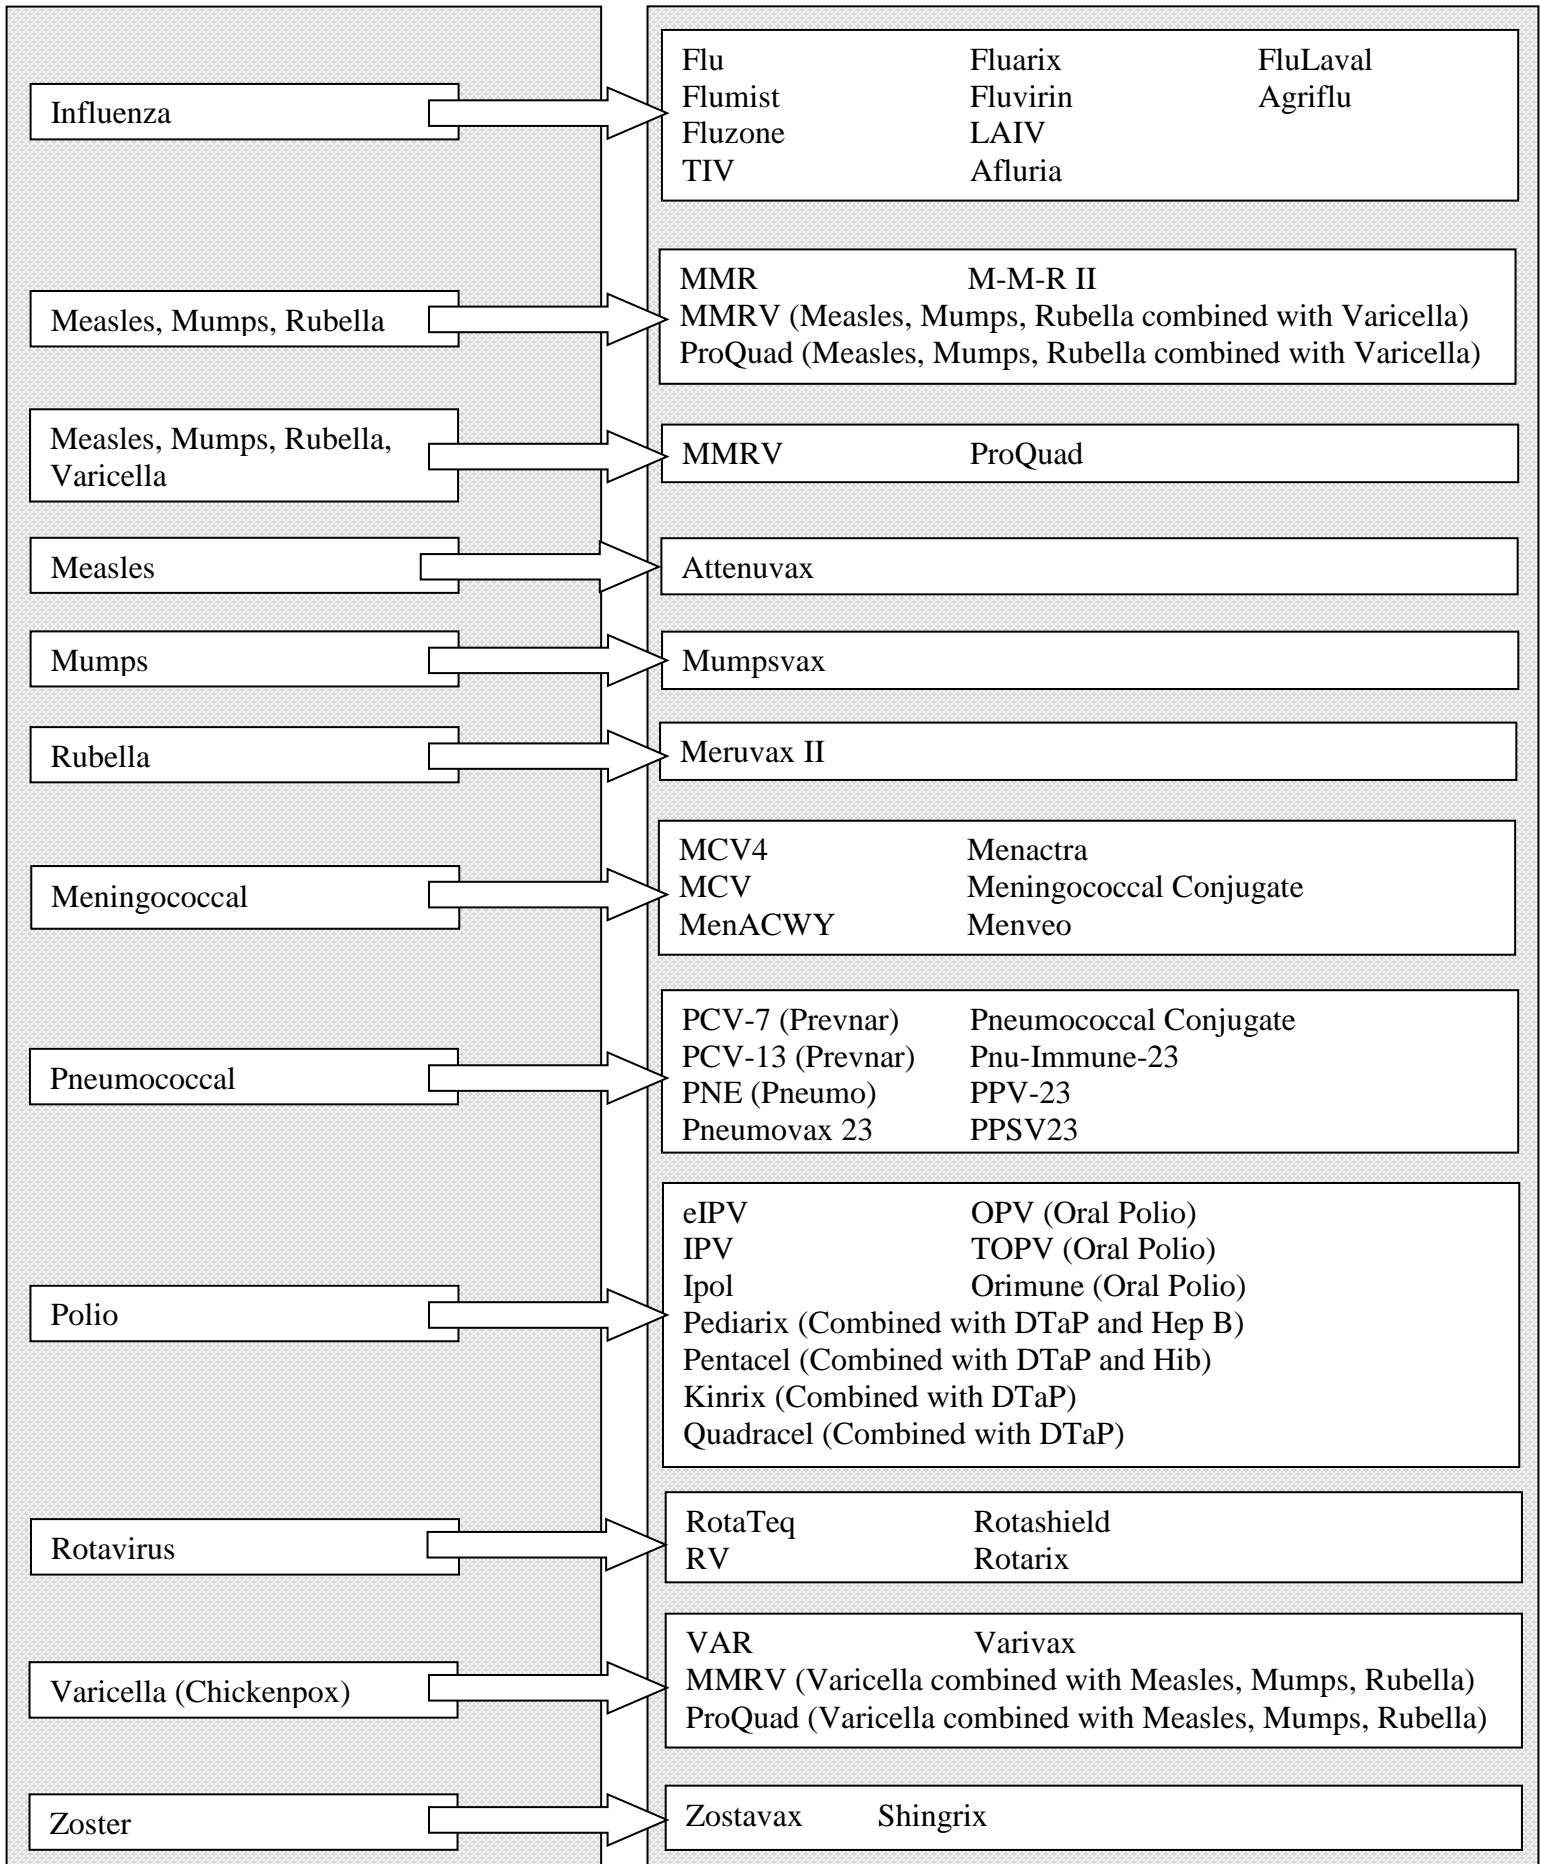 Influenza
Flu Fluarix FluLaval
Flumist Fluvirin Agriflu
Fluzone LAIV
TIV Afluria
Measles, Mumps, Rubella
MMR M-M-R II
MMRV (Measles, Mumps, Rubella combined with Varicella)
ProQuad (Measles, Mumps, Rubella combined with Varicella)
Measles, Mumps, Rubella,
Varicella
MMRV ProQuad
Measles
Attenuvax
Mumps
Mumpsvax
Rubella
Meruvax II
Meningococcal
MCV4 Menactra
MCV Meningococcal Conjugate
MenACWY Menveo
Pneumococcal
PCV-7 (Prevnar) Pneumococcal Conjugate
PCV-13 (Prevnar) Pnu-Immune-23
PNE (Pneumo) PPV-23
Pneumovax 23 PPSV23
Polio
eIPV OPV (Oral Polio)
IPV TOPV (Oral Polio)
Ipol Orimune (Oral Polio)
Pediarix (Combined with DTaP and Hep B)
Pentacel (Combined with DTaP and Hib)
Kinrix (Combined with DTaP)
Quadracel (Combined with DTaP)
Rotavirus
RotaTeq Rotashield
RV Rotarix
Varicella (Chickenpox)
VAR Varivax
MMRV (Varicella combined with Measles, Mumps, Rubella)
ProQuad (Varicella combined with Measles, Mumps, Rubella)
Zoster
Zostavax Shingrix